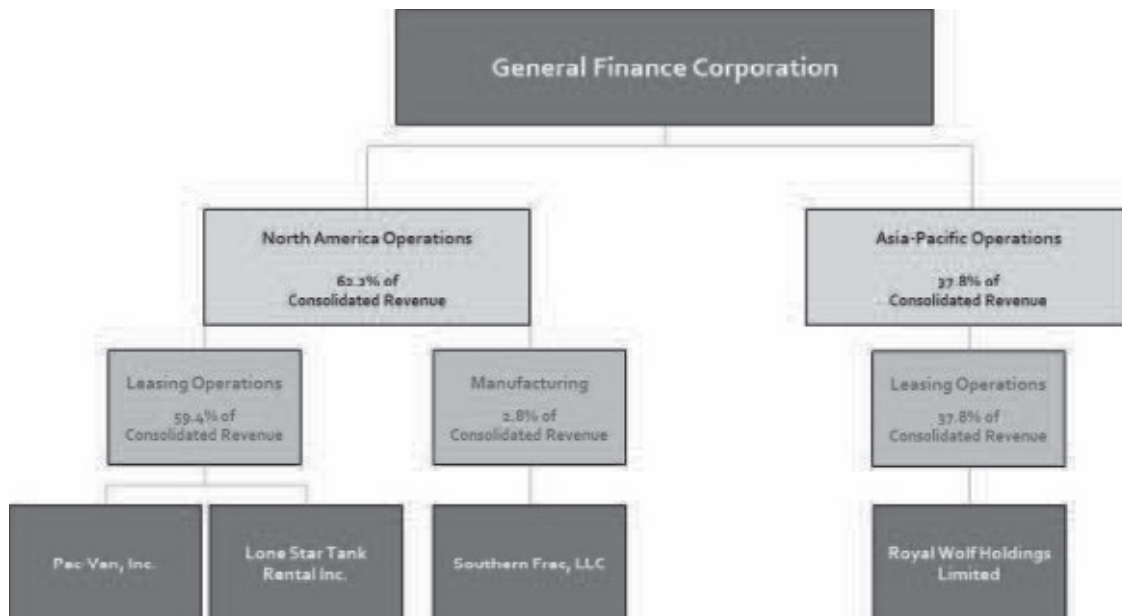 General Finance Corporation
North America Operations
62.2% of
Consolidated Revenue
Asia-Pacific Operations
37.8% of
Consolidated Revenue
Leasing Operations
59.4% of
Consolidated Revenue
Manufacturing
2.8% of
Consolidated Revenue
Leasing Operations
37.8% of
Consolidated Revenue
Pac Van, Inc.
Lone Star Tank
Rental Inc.
Southern Frac, LLC
Royal Wolf Holdings
Limited